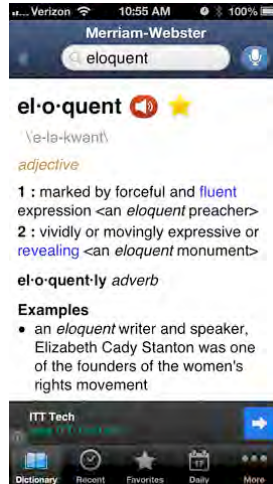 Verizon 10:55 AM 100%
Merriam-Webster
eloquent
el·o·quent
\'e-lə-kwənt\
adjective
1 : marked by forceful and fluent
expression <an eloquent preacher>
2 : vividly or movingly expressive or
revealing <an eloquent monument>
el·o·quent·ly adverb
Examples
• an eloquent writer and speaker,
Elizabeth Cady Stanton was one
of the founders of the women's
rights movement
ITT Tech
17
Dictionary Recent Favorites Daily More